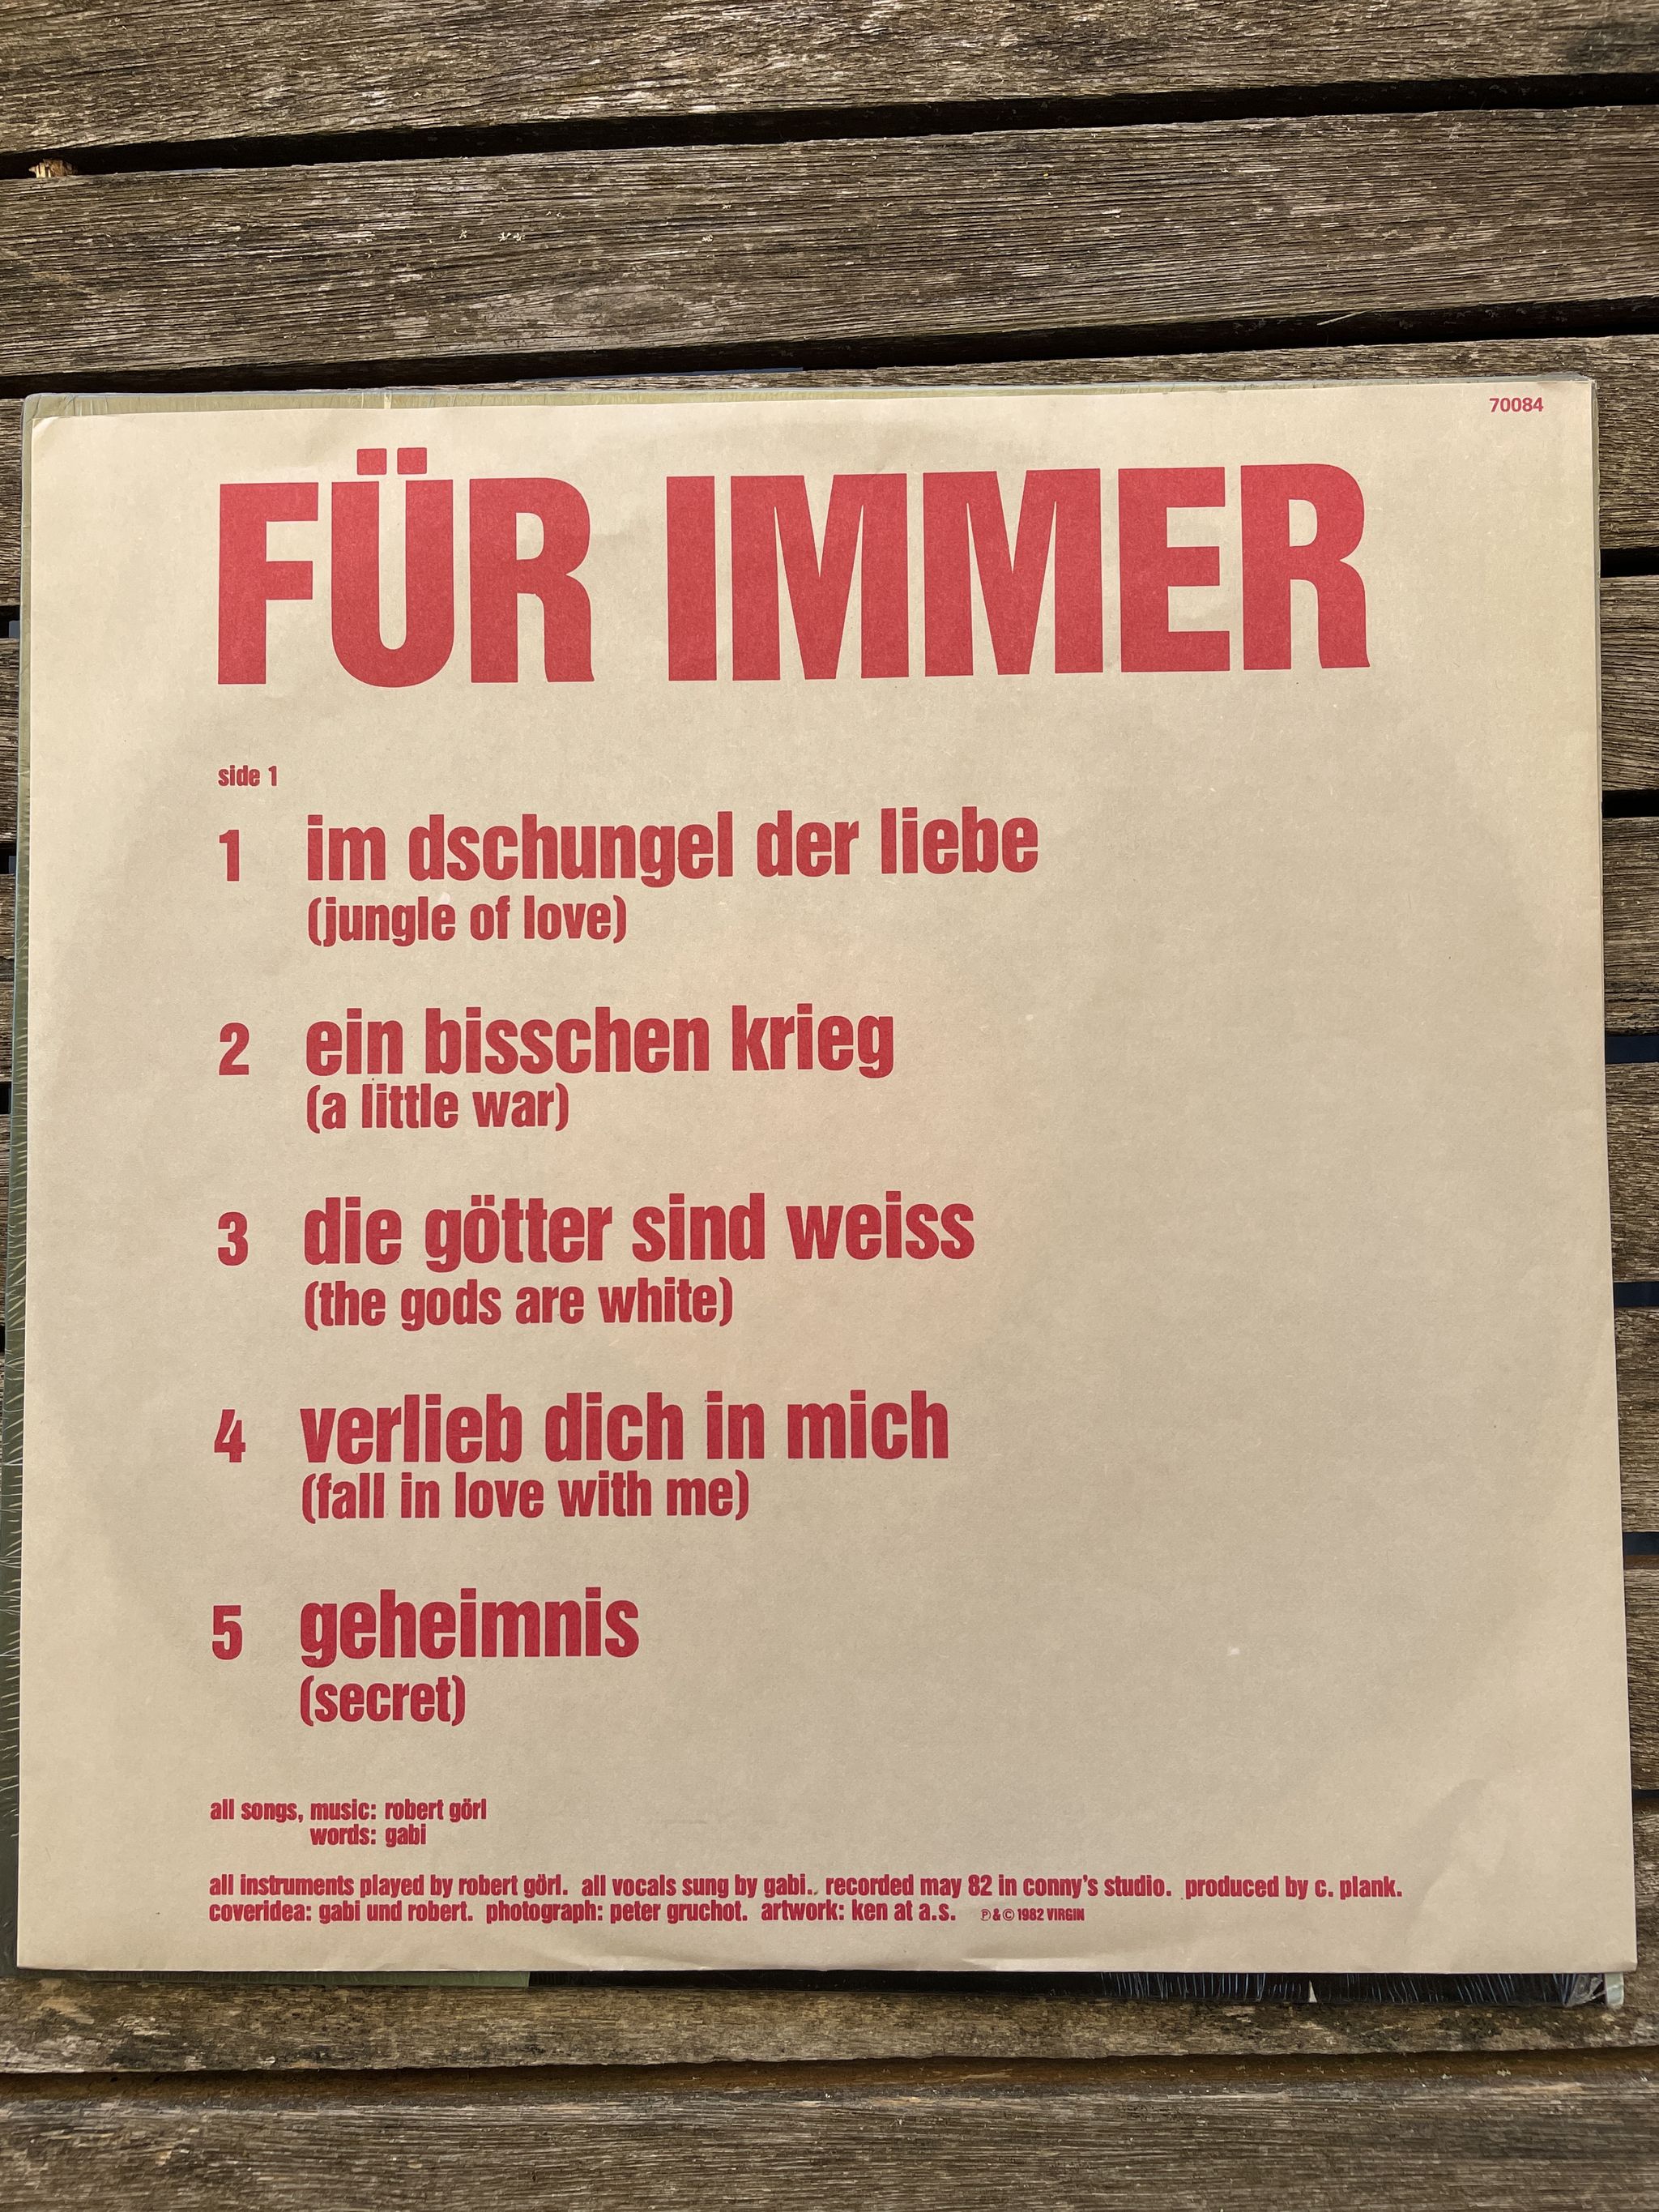 70084
FÜR IMMER
side 1
1 im dschungel der liebe
(jungle of love)
2 ein bisschen krieg
(a little war)
3 die götter sind weiss
(the gods are white)
4 verlieb dich in mich
(fall in love with me)
5 geheimnis
(secret)
all songs, music: robert görl
words: gabi
all instruments played by robert görl. all vocals sung by gabi.. recorded may 82 in conny's studio. produced by c. plank.
coveridea: gabi und robert. photograph: peter gruchot. artwork: ken at a.s. ℗ & © 1982 VIRGIN